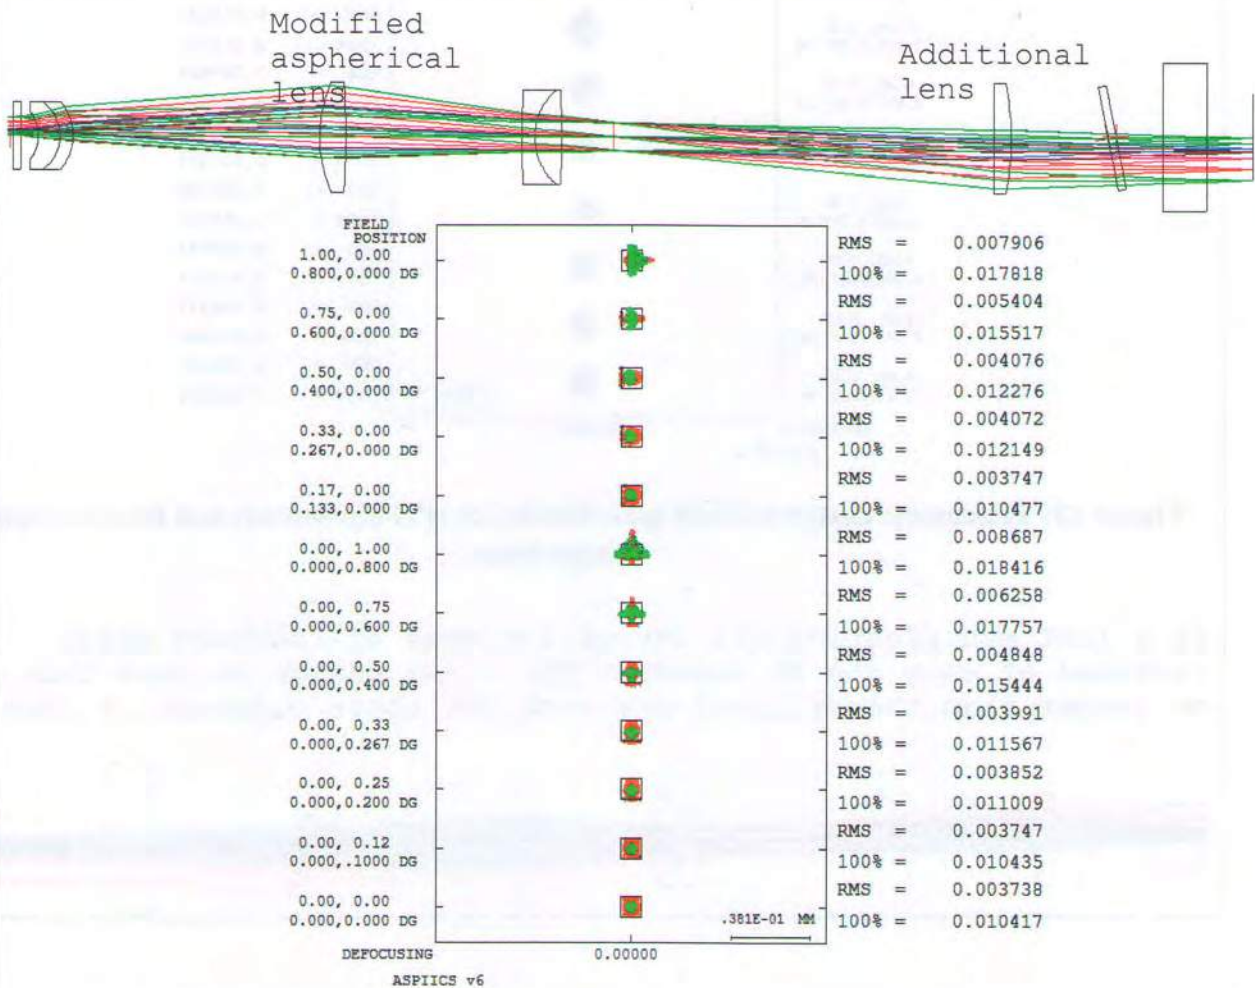 Modified
aspherical
lens
Additional
lens
FIELD
POSITION
1.00, 0.00
0.800,0.000 DG
RMS = 0.007906
100% = 0.017818
0.75, 0.00
0.600,0.000 DG
RMS = 0.005404
100% = 0.015517
0.50, 0.00
0.400,0.000 DG
RMS = 0.004076
100% = 0.012276
0.33, 0.00
0.267,0.000 DG
RMS = 0.004072
100% = 0.012149
0.17, 0.00
0.133,0.000 DG
RMS = 0.003747
100% = 0.010477
0.00, 1.00
0.000,0.800 DG
RMS = 0.008687
100% = 0.018416
0.00, 0.75
0.000,0.600 DG
RMS = 0.006258
100% = 0.017757
0.00, 0.50
0.000,0.400 DG
RMS = 0.004848
100% = 0.015444
0.00, 0.33
0.000,0.267 DG
RMS = 0.003991
100% = 0.011567
0.00, 0.25
0.000,0.200 DG
RMS = 0.003852
100% = 0.011009
0.00, 0.12
0.000,.1000 DG
RMS = 0.003747
100% = 0.010435
0.00, 0.00
0.000,0.000 DG
RMS = 0.003738
100% = 0.010417
.381E-01 MM
DEFOCUSING 0.00000
ASPIICS v6